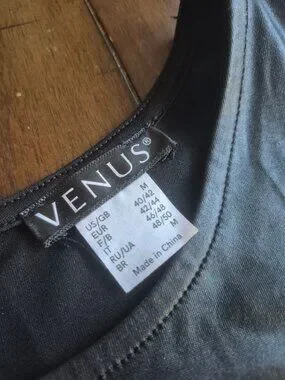 VENUS®
US/GB M
EUR 40/42
F/B 42/44
IT 46/48
RU/UA 48/50
BR M
Made in China